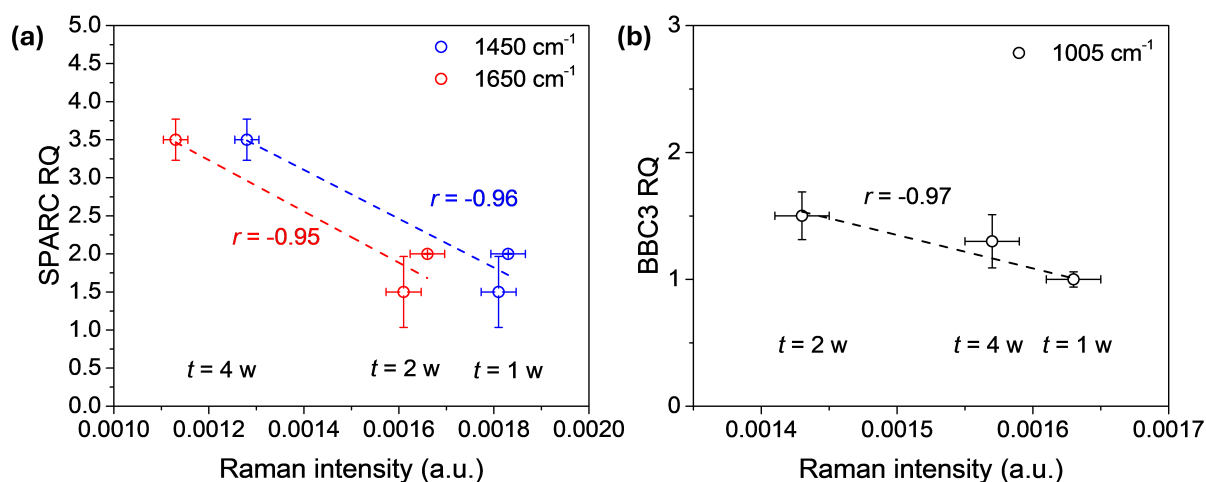 (a)
5.0
4.5
4.0
3.5
3.0
2.5
2.0
1.5
1.0
0.5
0.0
SPARC RQ
1450 cm⁻¹
1650 cm⁻¹
r = -0.96
r = -0.95
t = 4 w
t = 2 w
t = 1 w
0.0010
0.0012
0.0014
0.0016
0.0018
0.0020
Raman intensity (a.u.)
(b)
3
2
1
0
BBC3 RQ
1005 cm⁻¹
r = -0.97
t = 2 w
t = 4 w
t = 1 w
0.0014
0.0015
0.0016
0.0017
Raman intensity (a.u.)